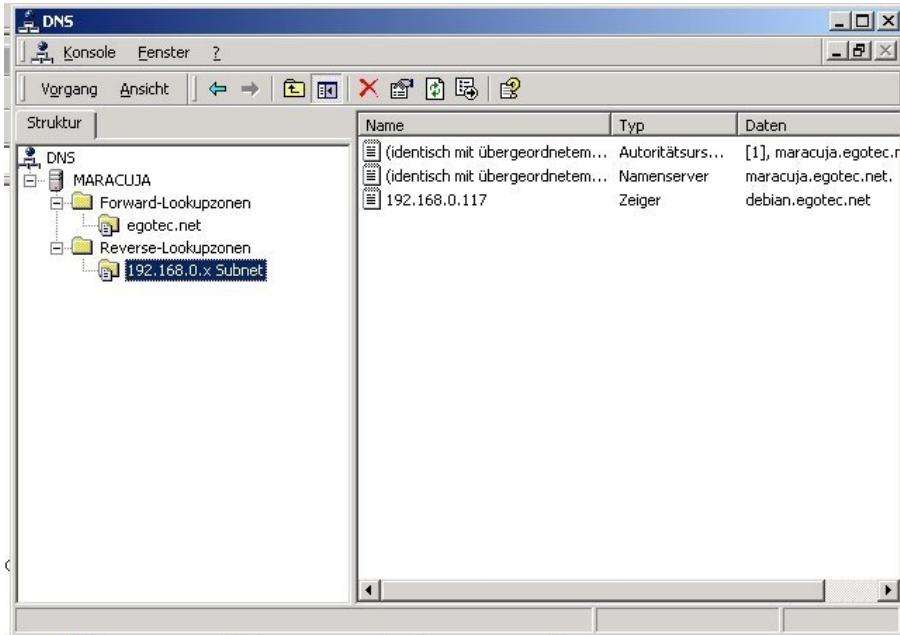 DNS
Konsole Fenster ?
Vorgang Ansicht
Struktur
DNS
MARACUJA
Forward-Lookupzonen
egotec.net
Reverse-Lookupzonen
192.168.0.x Subnet
Name Typ Daten
(identisch mit übergeordnetem... Autoritätsurs... [1], maracuja.egotec.n
(identisch mit übergeordnetem... Namenserver maracuja.egotec.net.
192.168.0.117 Zeiger debian.egotec.net